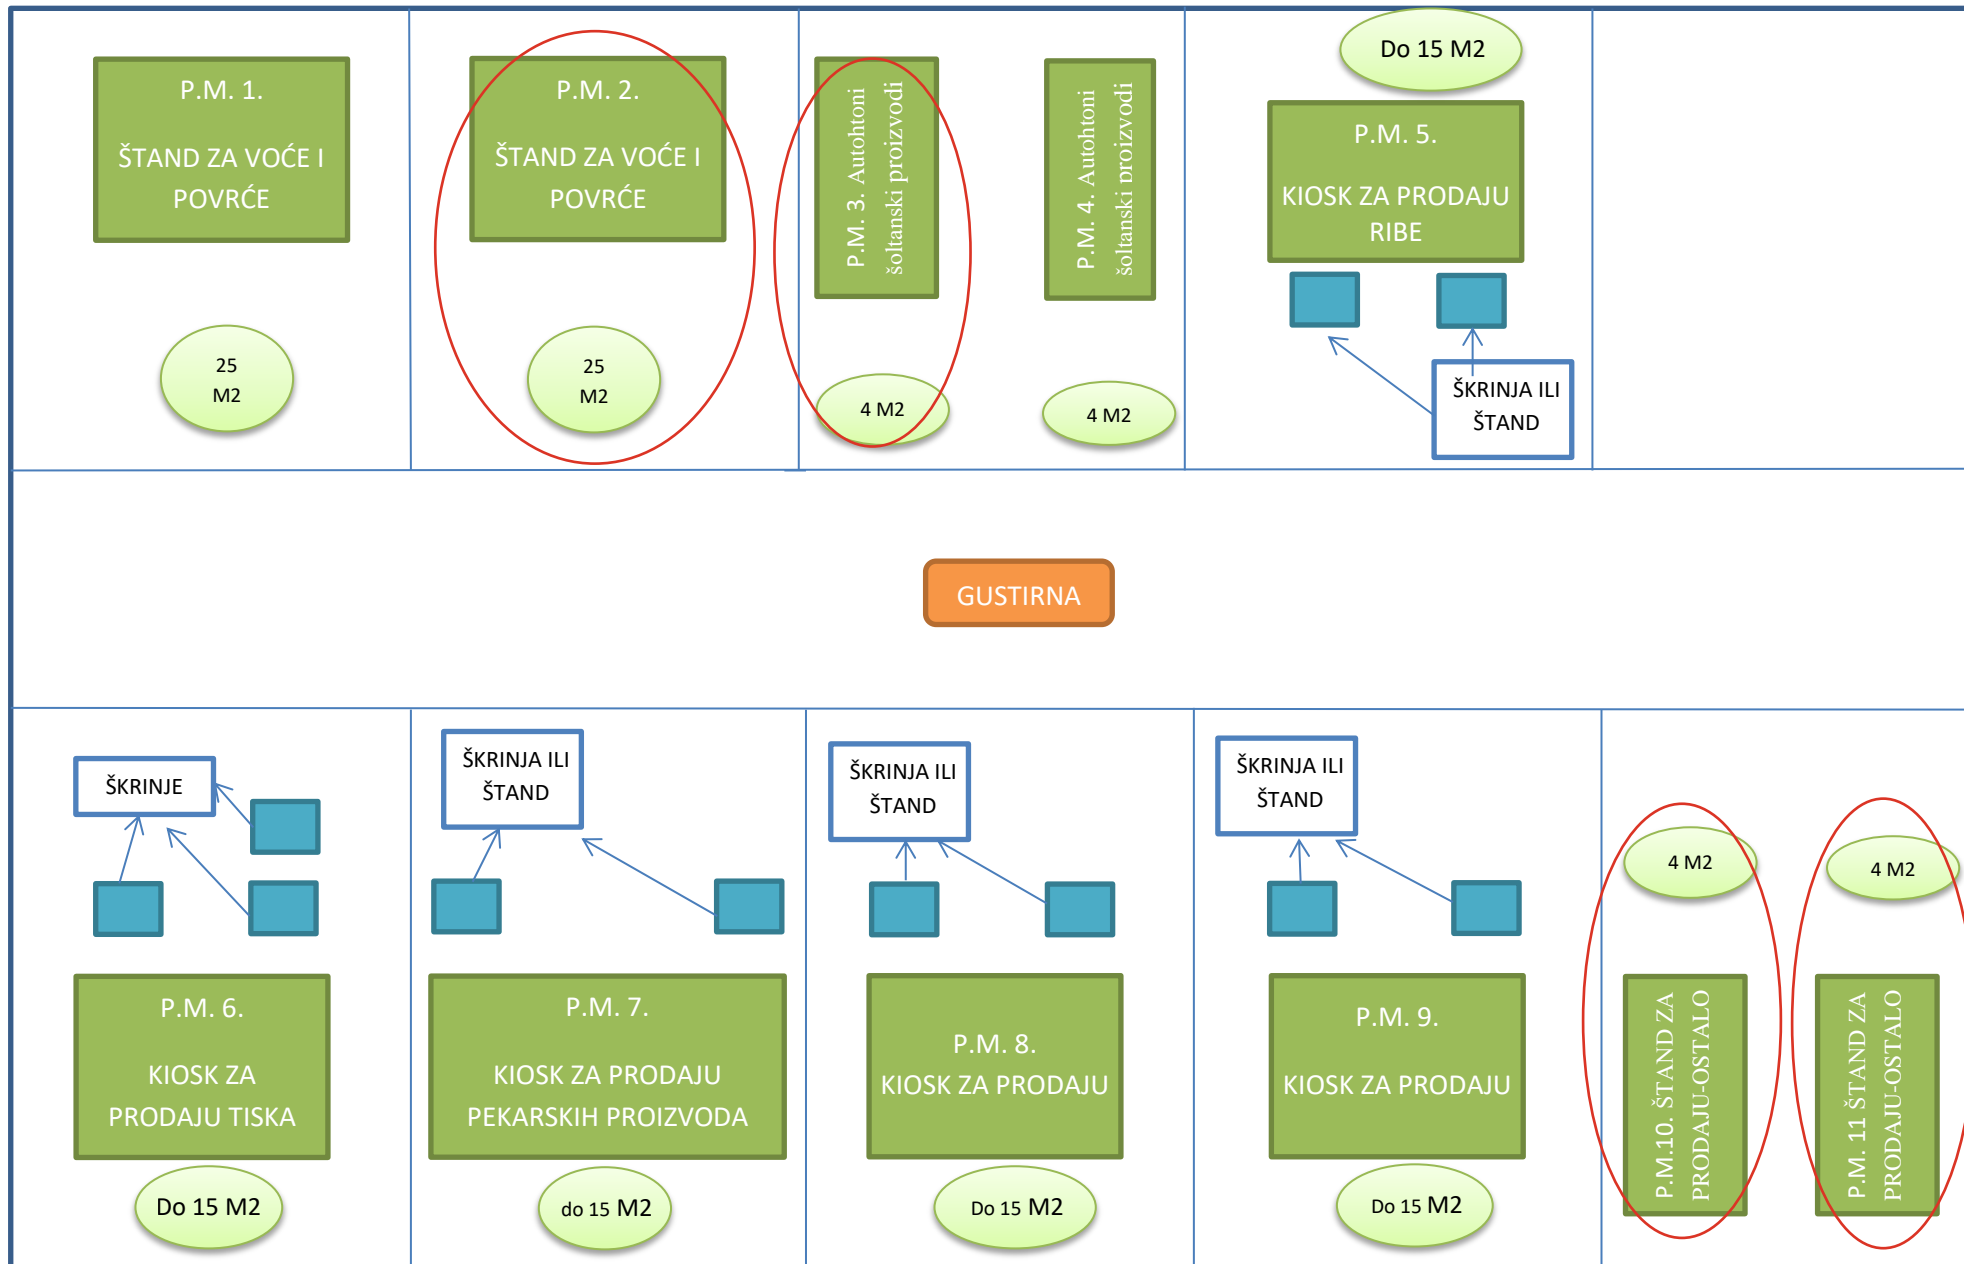 P.M. 1.
ŠTAND ZA VOĆE I
POVRĆE
25
M2
P.M. 2.
ŠTAND ZA VOĆE I
POVRĆE
25
M2
P.M. 3. Autohtoni
šoltanski proizvodi
4 M2
P.M. 4. Autohtoni
šoltanski proizvodi
4 M2
Do 15 M2
P.M. 5.
KIOSK ZA PRODAJU
RIBE
ŠKRINJA ILI
ŠTAND
GUSTIRNA
ŠKRINJE
P.M. 6.
KIOSK ZA
PRODAJU TISKA
Do 15 M2
ŠKRINJA ILI
ŠTAND
P.M. 7.
KIOSK ZA PRODAJU
PEKARSKIH PROIZVODA
do 15 M2
ŠKRINJA ILI
ŠTAND
P.M. 8.
KIOSK ZA PRODAJU
Do 15 M2
ŠKRINJA ILI
ŠTAND
P.M. 9.
KIOSK ZA PRODAJU
Do 15 M2
4 M2
P.M.10. ŠTAND ZA
PRODAJU-OSTALO
4 M2
P.M. 11 ŠTAND ZA
PRODAJU-OSTALO